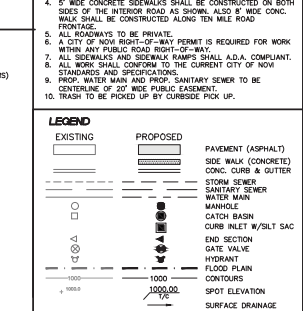 4. 5' WIDE CONCRETE SIDEWALKS SHALL BE CONSTRUCTED ON BOTH
SIDES OF THE INTERIOR ROAD AS SHOWN. ALSO 8' WIDE CONC.
WALK SHALL BE CONSTRUCTED ALONG TEN MILE ROAD
FRONTAGE.
5. ALL ROADWAYS TO BE PRIVATE.
6. A CITY OF NOVI RIGHT-OF-WAY PERMIT IS REQUIRED FOR WORK
WITHIN ANY PUBLIC ROAD RIGHT-OF-WAY.
7. ALL SIDEWALKS AND SIDEWALK RAMPS SHALL A.D.A. COMPLIANT.
8. ALL WORK SHALL CONFORM TO THE CURRENT CITY OF NOVI
STANDARDS AND SPECIFICATIONS.
9. PROP. WATER MAIN AND PROP. SANITARY SEWER TO BE
CENTERLINE OF 20' WIDE PUBLIC EASEMENT.
10. TRASH TO BE PICKED UP BY CURBSIDE PICK UP.
LEGEND
EXISTING PROPOSED
PAVEMENT (ASPHALT)
SIDE WALK (CONCRETE)
CONC. CURB & GUTTER
STORM SEWER
SANITARY SEWER
WATER MAIN
MANHOLE
CATCH BASIN
CURB INLET W/SILT SAC
END SECTION
GATE VALVE
HYDRANT
FLOOD PLAIN
1000 1000 CONTOURS
1000.0 1000.00 T/C SPOT ELEVATION
SURFACE DRAINAGE